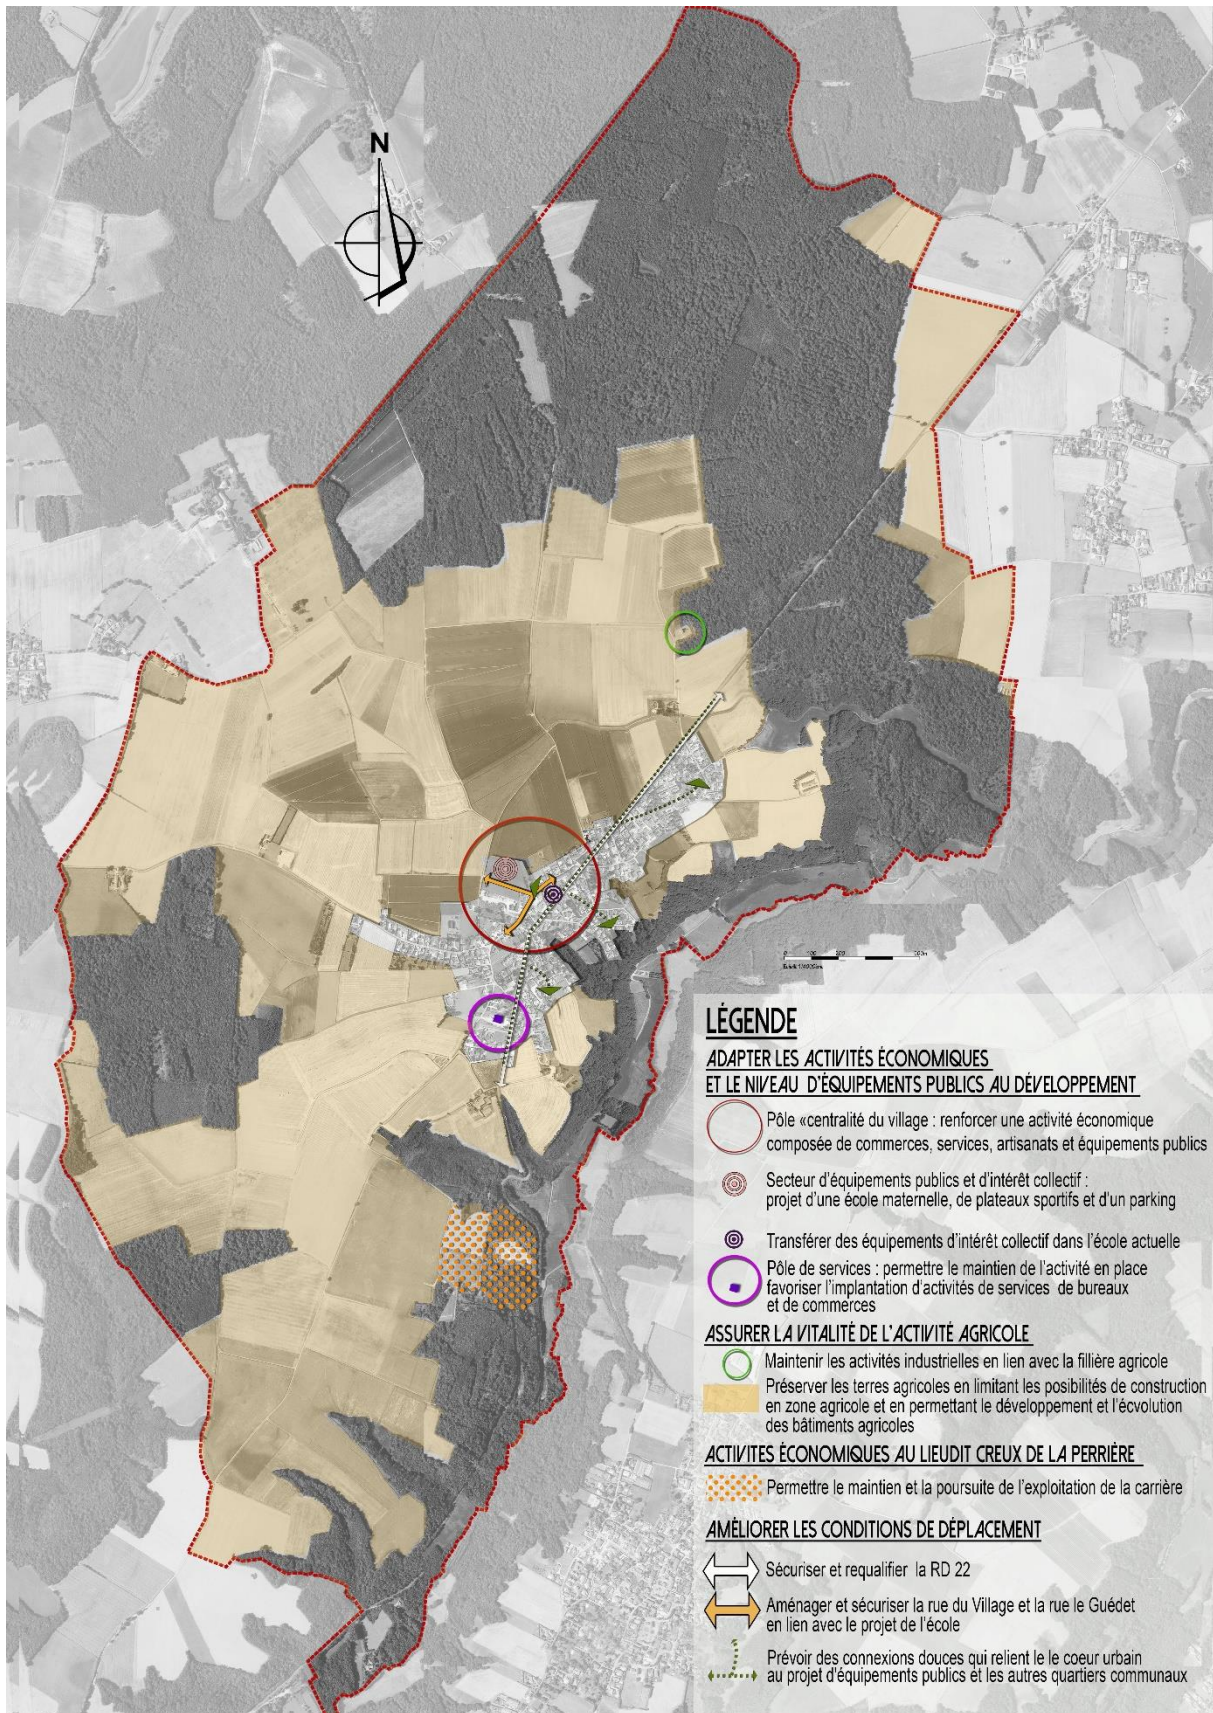 N
LÉGENDE
ADAPTER LES ACTIVITÉS ÉCONOMIQUES
ET LE NIVEAU D'ÉQUIPEMENTS PUBLICS AU DÉVELOPPEMENT
Pôle «centralité du village : renforcer une activité économique
composée de commerces, services, artisanats et équipements publics
Secteur d'équipements publics et d'intérêt collectif :
projet d'une école maternelle, de plateaux sportifs et d'un parking
Transférer des équipements d'intérêt collectif dans l'école actuelle
Pôle de services : permettre le maintien de l'activité en place
favoriser l'implantation d'activités de services de bureaux
et de commerces
ASSURER LA VITALITÉ DE L'ACTIVITÉ AGRICOLE
Maintenir les activités industrielles en lien avec la fillière agricole
Préserver les terres agricoles en limitant les posibilités de construction
en zone agricole et en permettant le développement et l'écvolution
des bâtiments agricoles
ACTIVITES ÉCONOMIQUES AU LIEUDIT CREUX DE LA PERRIÈRE
Permettre le maintien et la poursuite de l'exploitation de la carrière
AMÉLIORER LES CONDITIONS DE DÉPLACEMENT
Sécuriser et requalifier la RD 22
Aménager et sécuriser la rue du Village et la rue le Guédet
en lien avec le projet de l'école
Prévoir des connexions douces qui relient le le coeur urbain
au projet d'équipements publics et les autres quartiers communaux